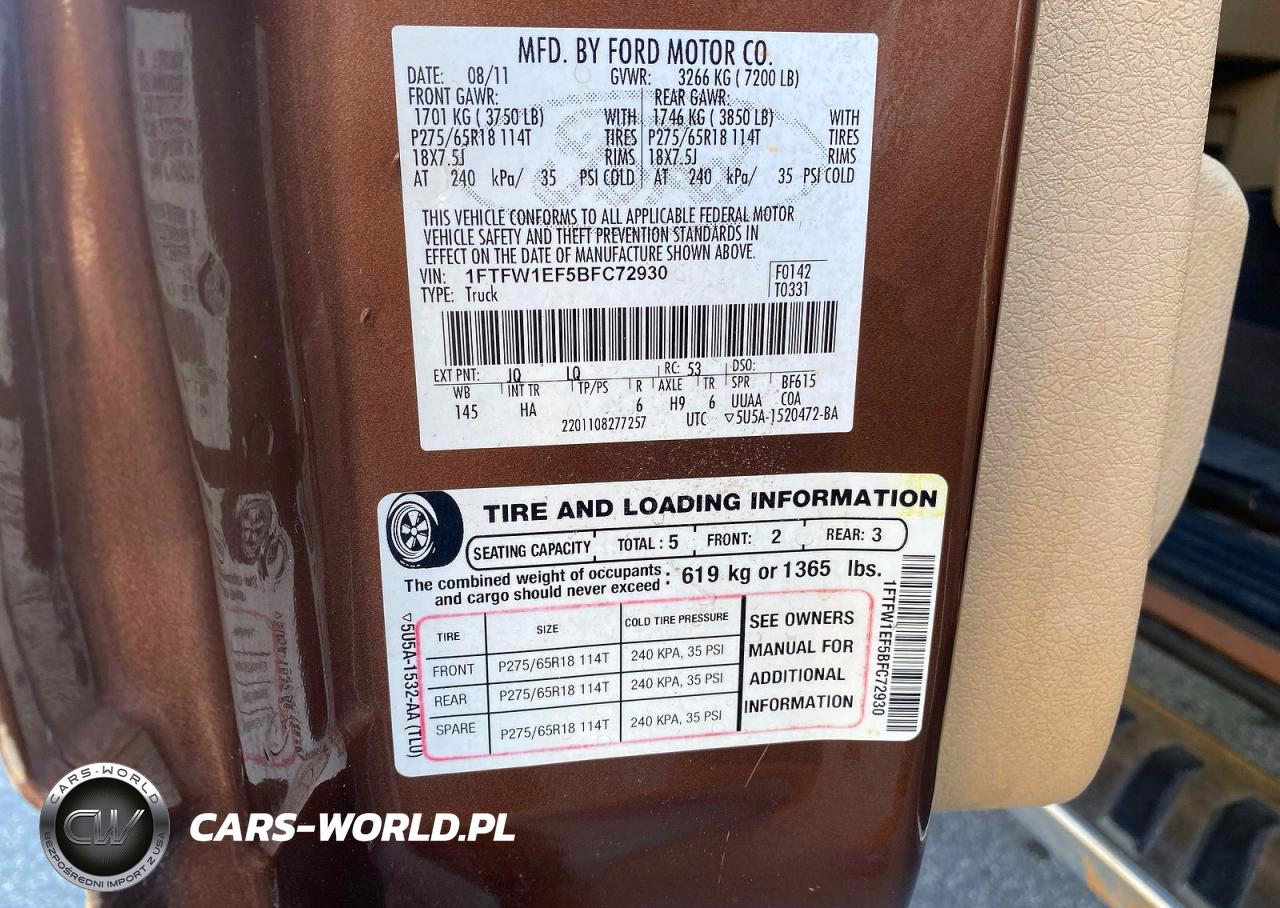 MFD. BY FORD MOTOR CO.
DATE: 08/11 GVWR: 3266 KG ( 7200 LB)
FRONT GAWR: REAR GAWR:
1701 KG ( 3750 LB) WITH 1746 KG ( 3850 LB) WITH
P275/65R18 114T TIRES P275/65R18 114T TIRES
18X7.5J RIMS 18X7.5J RIMS
AT 240 kPa/ 35 PSI COLD AT 240 kPa/ 35 PSI COLD
THIS VEHICLE CONFORMS TO ALL APPLICABLE FEDERAL MOTOR
VEHICLE SAFETY AND THEFT PREVENTION STANDARDS IN
EFFECT ON THE DATE OF MANUFACTURE SHOWN ABOVE.
VIN: 1FTFW1EF5BFC72930 F0142
TYPE: Truck T0331
EXT PNT: JQ LQ RC: 53 DSO:
WB INT TR TP/PS R AXLE TR SPR BF615
145 HA 6 H9 6 UUAA COA
2201108277257 UTC ▽5U5A-1520472-BA
TIRE AND LOADING INFORMATION
SEATING CAPACITY TOTAL : 5 FRONT: 2 REAR: 3
The combined weight of occupants
and cargo should never exceed : 619 kg or 1365 lbs.
TIRE SIZE COLD TIRE PRESSURE
FRONT P275/65R18 114T 240 KPA, 35 PSI
REAR P275/65R18 114T 240 KPA, 35 PSI
SPARE P275/65R18 114T 240 KPA, 35 PSI
SEE OWNERS
MANUAL FOR
ADDITIONAL
INFORMATION
▽5U5A-1532-AA (TLU)
1FTFW1EF5BFC72930
CARS-WORLD
CW
BEZPOŚREDNI IMPORT Z USA
CARS-WORLD.PL